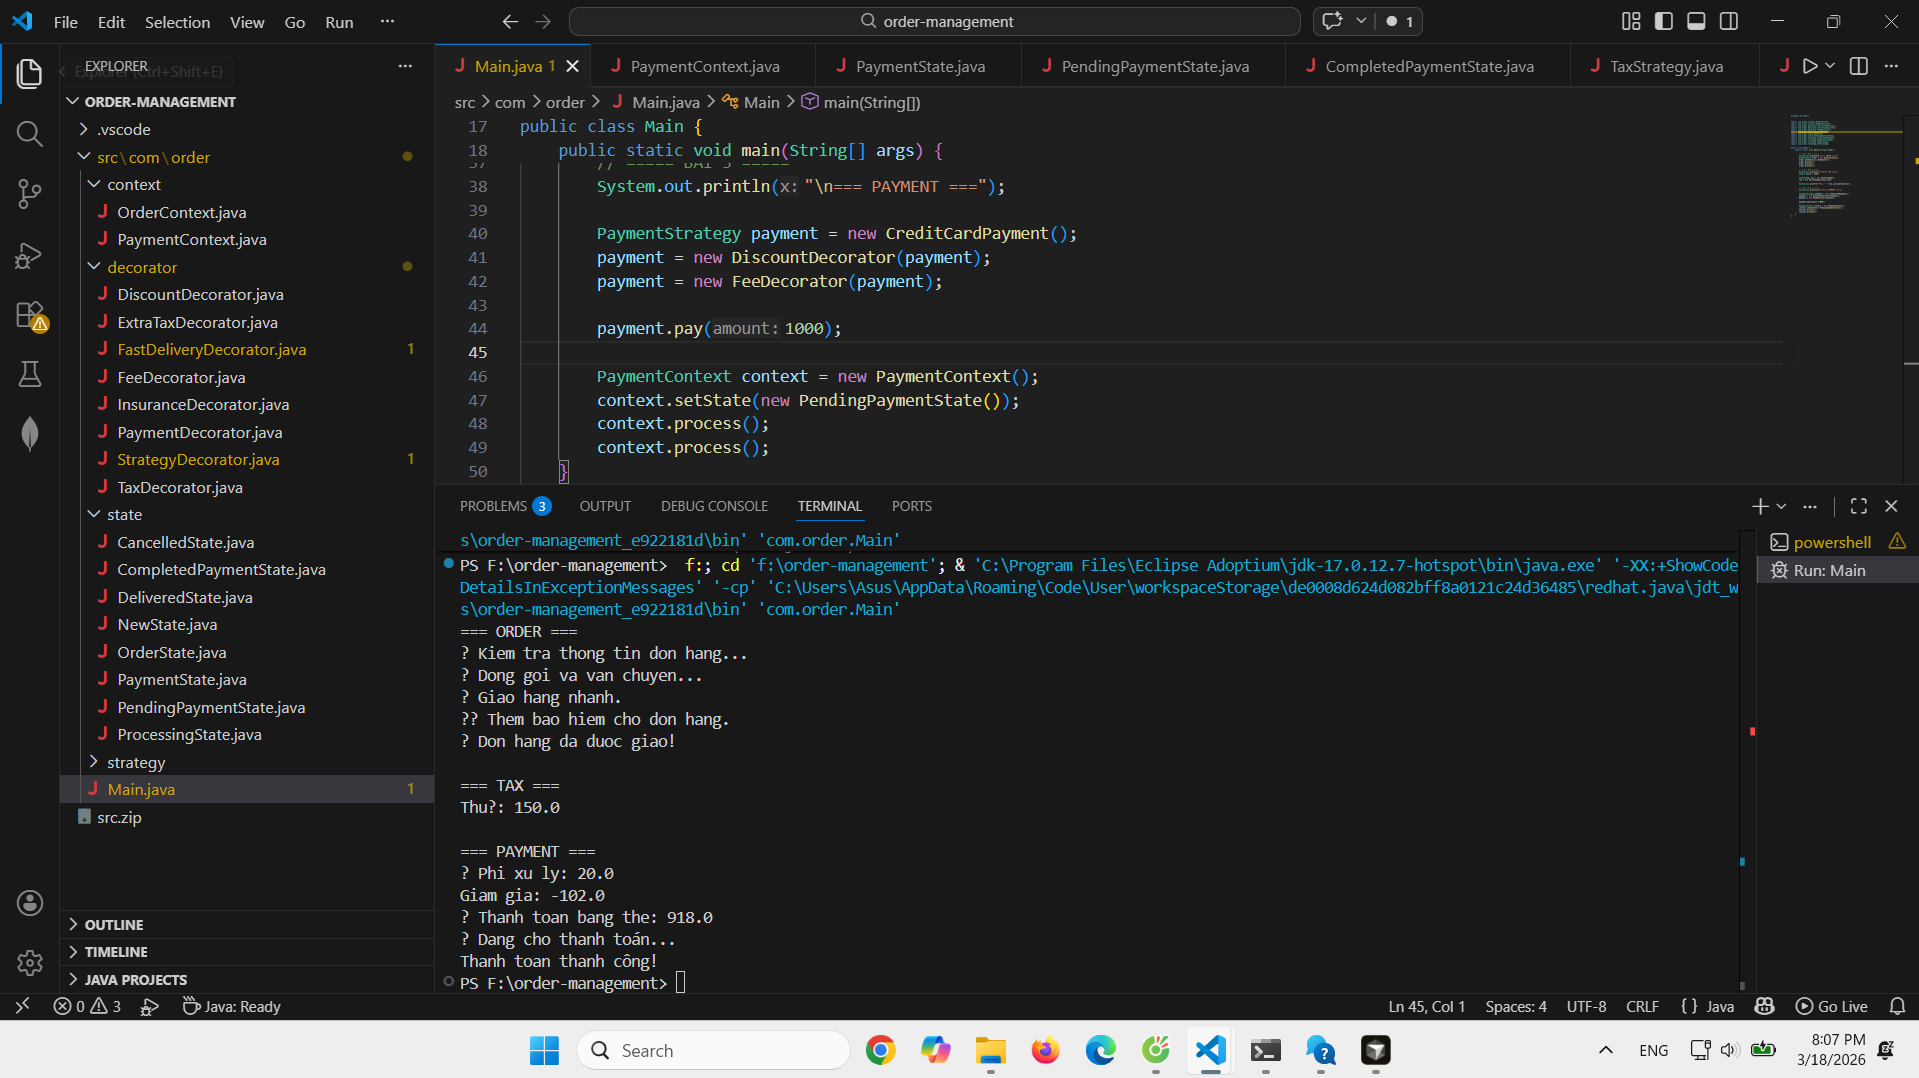 File Edit Selection View Go Run ···
order-management
1
EXPLORER
Explorer (Ctrl+Shift+E)
ORDER-MANAGEMENT
.vscode
src\com\order
context
OrderContext.java
PaymentContext.java
decorator
DiscountDecorator.java
ExtraTaxDecorator.java
FastDeliveryDecorator.java 1
FeeDecorator.java
InsuranceDecorator.java
PaymentDecorator.java
StrategyDecorator.java 1
TaxDecorator.java
state
CancelledState.java
CompletedPaymentState.java
DeliveredState.java
NewState.java
OrderState.java
PaymentState.java
PendingPaymentState.java
ProcessingState.java
strategy
Main.java 1
src.zip
OUTLINE
TIMELINE
JAVA PROJECTS
Main.java 1 PaymentContext.java PaymentState.java PendingPaymentState.java CompletedPaymentState.java TaxStrategy.java
src > com > order > Main.java > Main > main(String[])
17 public class Main {
18 public static void main(String[] args) {
37 // ===== BAI 3 =====
38 System.out.println(x: "\n=== PAYMENT ===");
39
40 PaymentStrategy payment = new CreditCardPayment();
41 payment = new DiscountDecorator(payment);
42 payment = new FeeDecorator(payment);
43
44 payment.pay(amount: 1000);
45
46 PaymentContext context = new PaymentContext();
47 context.setState(new PendingPaymentState());
48 context.process();
49 context.process();
50 }
PROBLEMS 3 OUTPUT DEBUG CONSOLE TERMINAL PORTS
s\order-management_e922181d\bin' 'com.order.Main'
PS F:\order-management> f:; cd 'f:\order-management'; & 'C:\Program Files\Eclipse Adoptium\jdk-17.0.12.7-hotspot\bin\java.exe' '-XX:+ShowCode
DetailsInExceptionMessages' '-cp' 'C:\Users\Asus\AppData\Roaming\Code\User\workspaceStorage\de0008d624d082bff8a0121c24d36485\redhat.java\jdt_w
s\order-management_e922181d\bin' 'com.order.Main'
=== ORDER ===
? Kiem tra thong tin don hang...
? Dong goi va van chuyen...
? Giao hang nhanh.
?? Them bao hiem cho don hang.
? Don hang da duoc giao!
=== TAX ===
Thu?: 150.0
=== PAYMENT ===
? Phi xu ly: 20.0
Giam gia: -102.0
? Thanh toan bang the: 918.0
? Dang cho thanh toán...
Thanh toan thanh công!
PS F:\order-management>
powershell
Run: Main
0 3 Java: Ready
Ln 45, Col 1 Spaces: 4 UTF-8 CRLF {} Java Go Live
Search
ENG
8:07 PM
3/18/2026